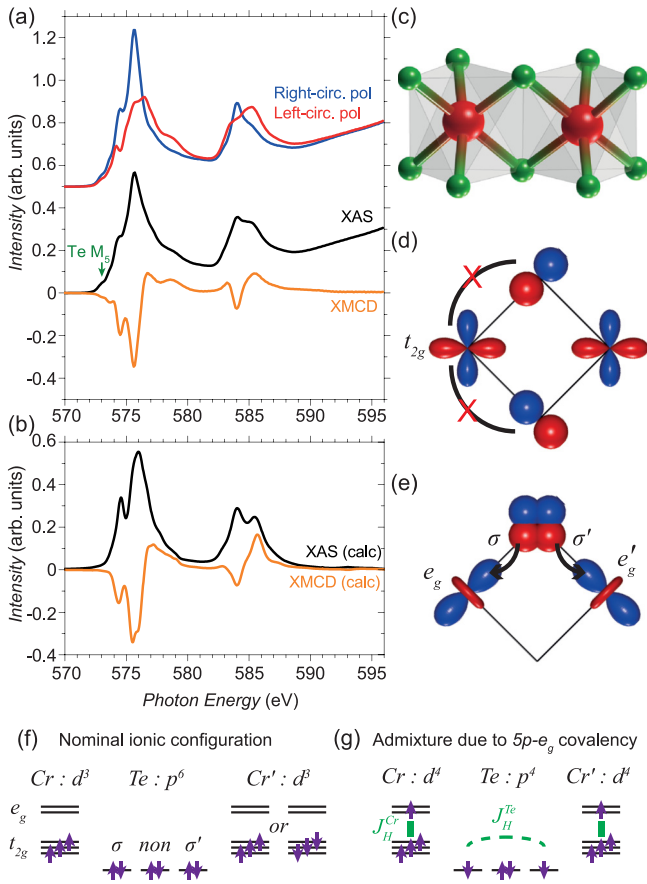 (a)
1.2
1.0
0.8
0.6
0.4
0.2
0
-0.2
-0.4
Intensity (arb. units)
Right-circ. pol
Left-circ. pol
XAS
Te M5
XMCD
570 575 580 585 590 595
(b)
0.6
0.4
0.2
0
0.2
0.4
Intensity (arb. units)
XAS (calc)
XMCD (calc)
570 575 580 585 590 595
Photon Energy (eV)
(c)
(d)
X
t2g
X
(e)
σ σ'
eg e'g
(f) Nominal ionic configuration
Cr : d3 Te : p6 Cr' : d3
eg
or
t2g σ non σ'
(g) Admixture due to 5p-eg covalency
Cr : d4 Te : p4 Cr' : d4
JHCr JHTe